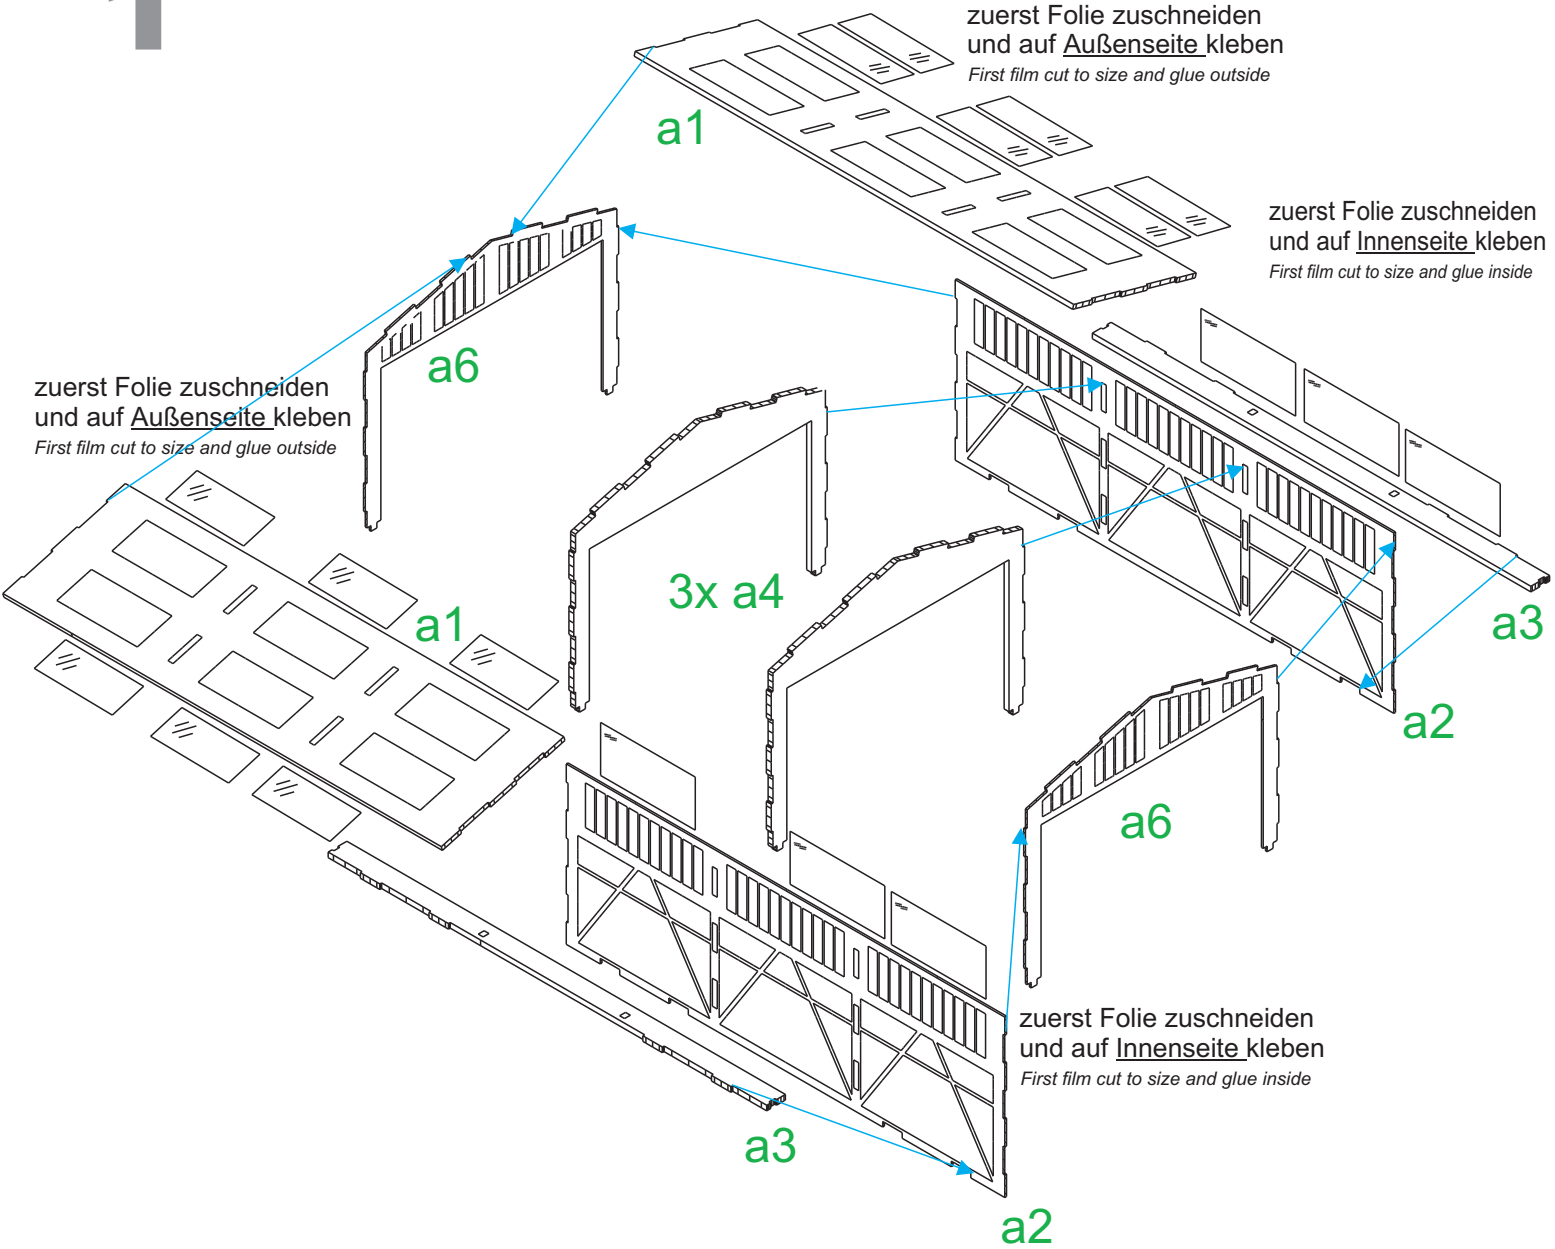 1
zuerst Folie zuschneiden
und auf Außenseite kleben
First film cut to size and glue outside
a1
zuerst Folie zuschneiden
und auf Innenseite kleben
First film cut to size and glue inside
a6
zuerst Folie zuschneiden
und auf Außenseite kleben
First film cut to size and glue outside
3x a4
a1
a3
a2
a6
zuerst Folie zuschneiden
und auf Innenseite kleben
First film cut to size and glue inside
a3
a2